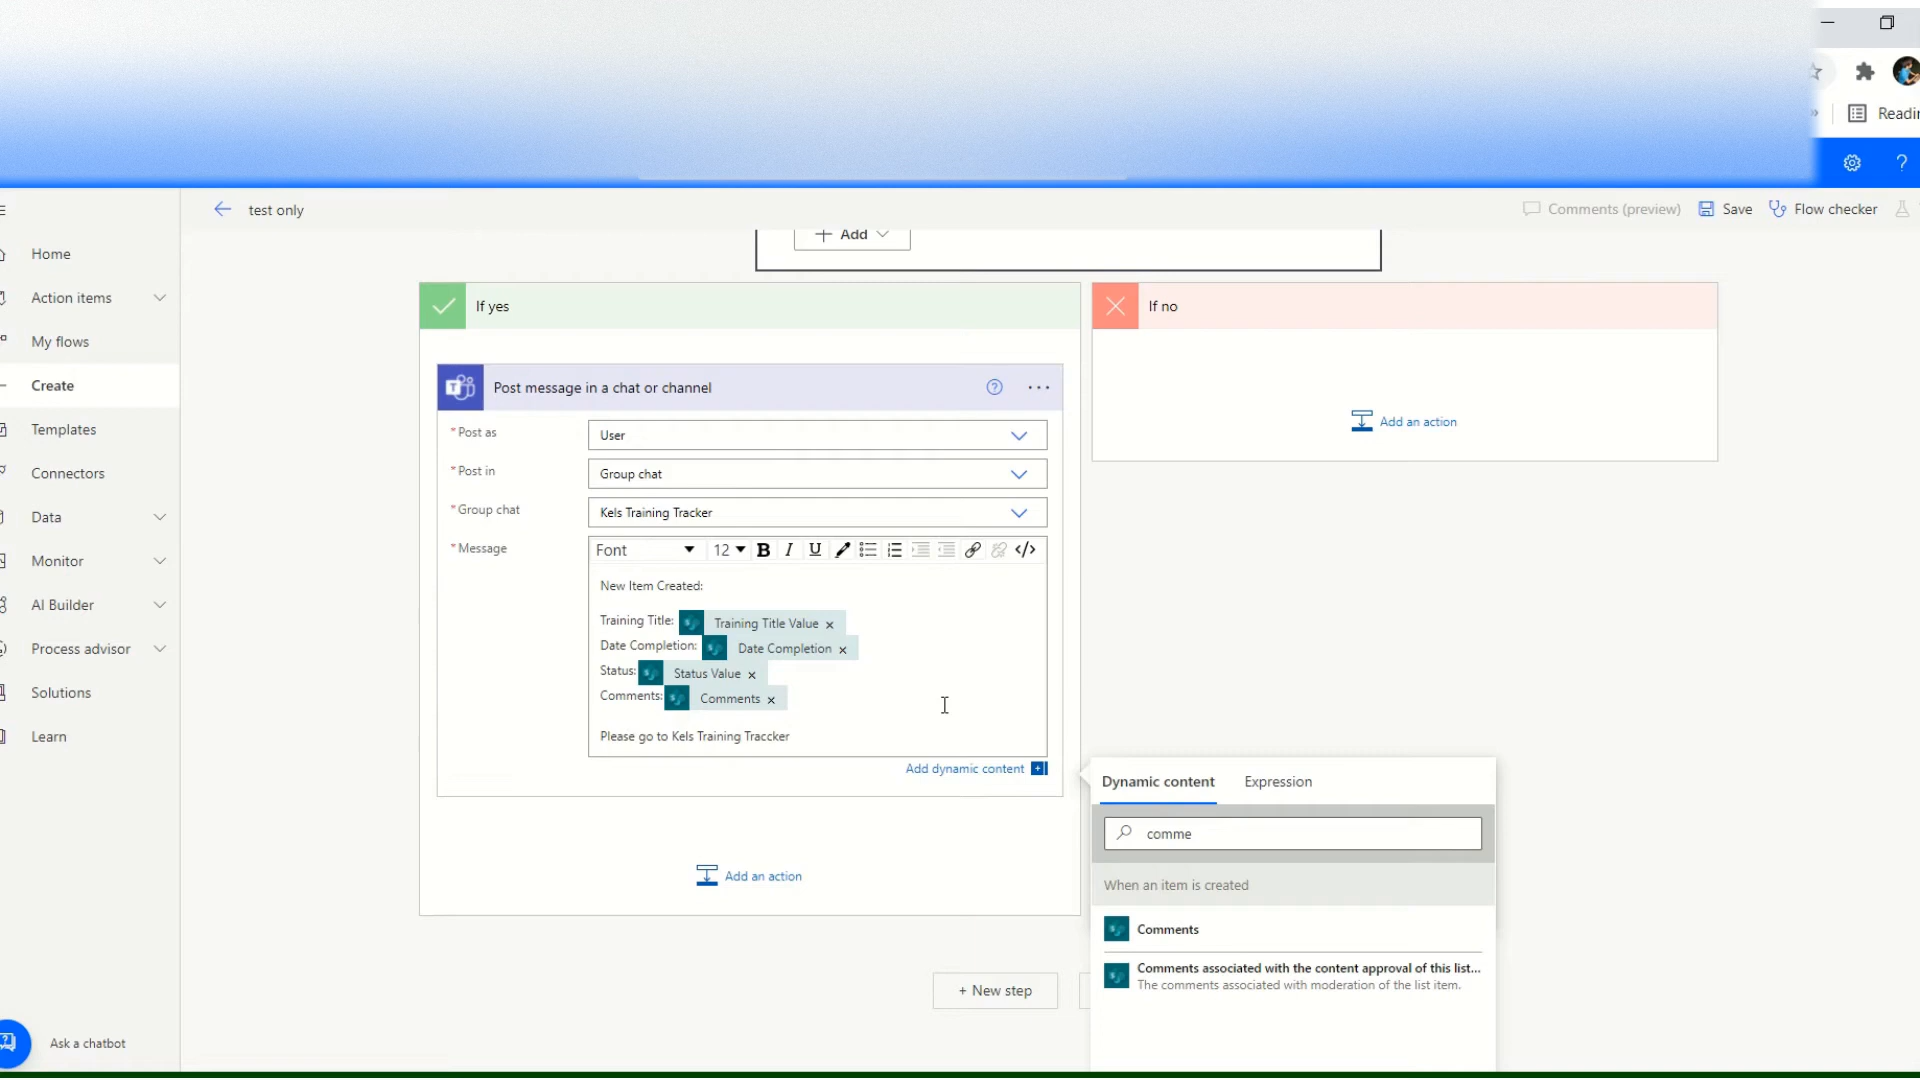 Readin
test only
Comments (preview)
Save
Flow checker
Home
Action items
My flows
Create
Templates
Connectors
Data
Monitor
AI Builder
Process advisor
Solutions
Learn
Ask a chatbot
+ Add
If yes
If no
Post message in a chat or channel
* Post as
User
* Post in
Group chat
* Group chat
Kels Training Tracker
* Message
Font 12 B I U </>
New Item Created:
Training Title: Training Title Value ×
Date Completion: Date Completion ×
Status: Status Value ×
Comments: Comments ×
Please go to Kels Training Traccker
Add dynamic content
Add an action
Add an action
+ New step
Dynamic content Expression
comme
When an item is created
Comments
Comments associated with the content approval of this list...
The comments associated with moderation of the list item.